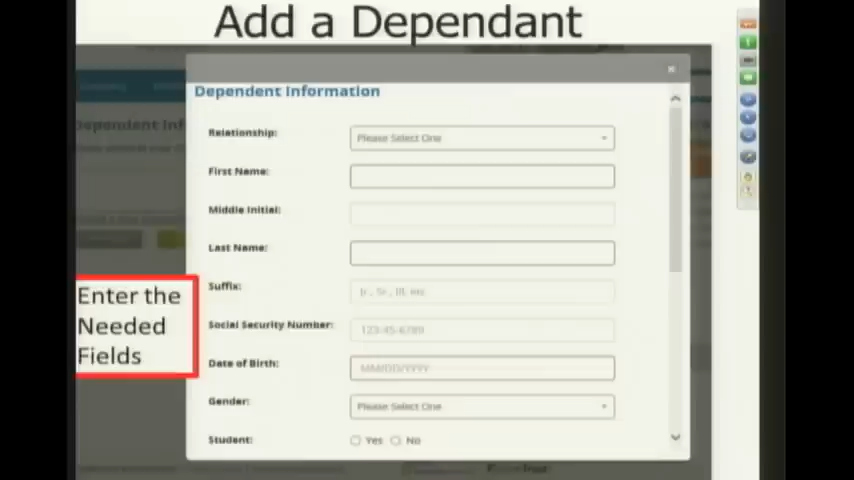 Add a Dependant
Dependent Information
Relationship:
Please Select One
First Name:
Middle Initial:
Last Name:
Suffix:
Social Security Number:
123-45-6789
Date of Birth:
MM/DD/YYYY
Gender:
Please Select One
Student:
Yes No
Enter the
Needed
Fields